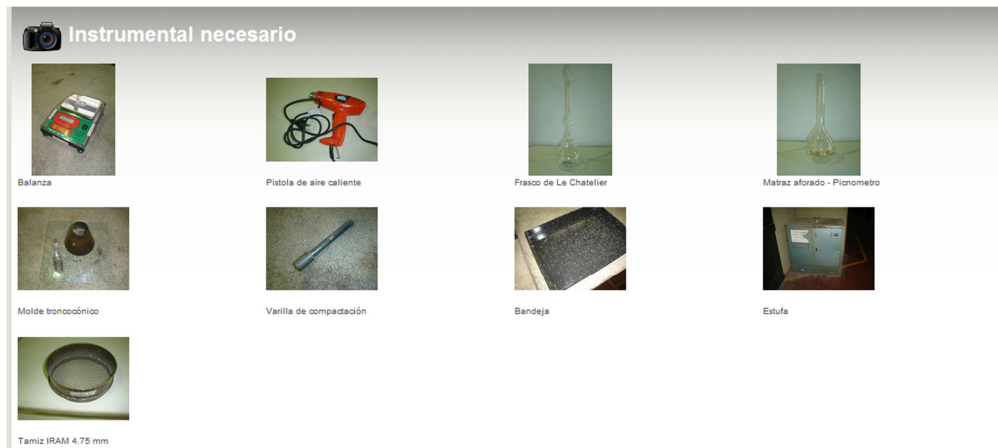 Instrumental necesario
Balanza
Pistola de aire caliente
Frasco de Le Chatelier
Matraz aforado - Picnometro
Molde troncocónico
Varilla de compactación
Bandeja
Estufa
Tamiz IRAM 4.75 mm